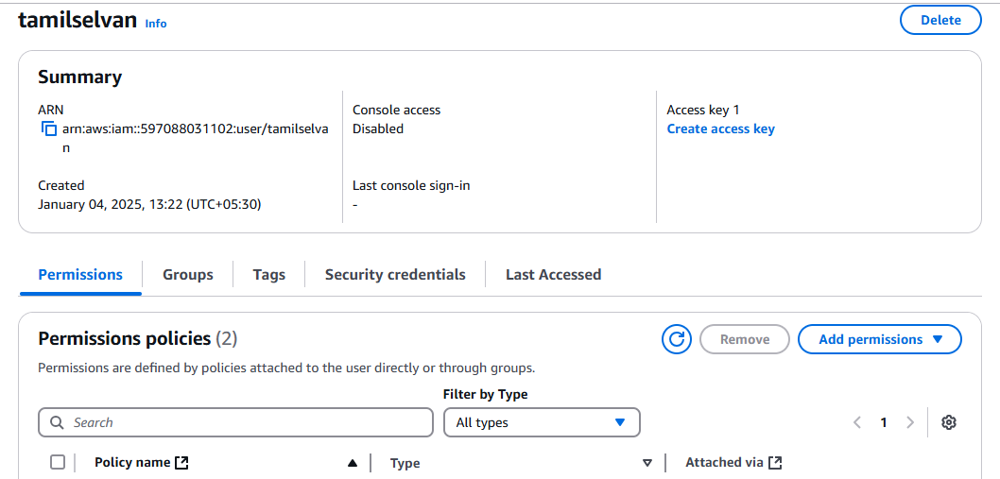 tamilselvan Info
Delete
Summary
ARN
arn:aws:iam::597088031102:user/tamilselva
n
Created
January 04, 2025, 13:22 (UTC+05:30)
Console access
Disabled
Last console sign-in
-
Access key 1
Create access key
Permissions
Groups
Tags
Security credentials
Last Accessed
Permissions policies (2)
Remove
Add permissions
Permissions are defined by policies attached to the user directly or through groups.
Filter by Type
Search
All types
1
Policy name
Type
Attached via